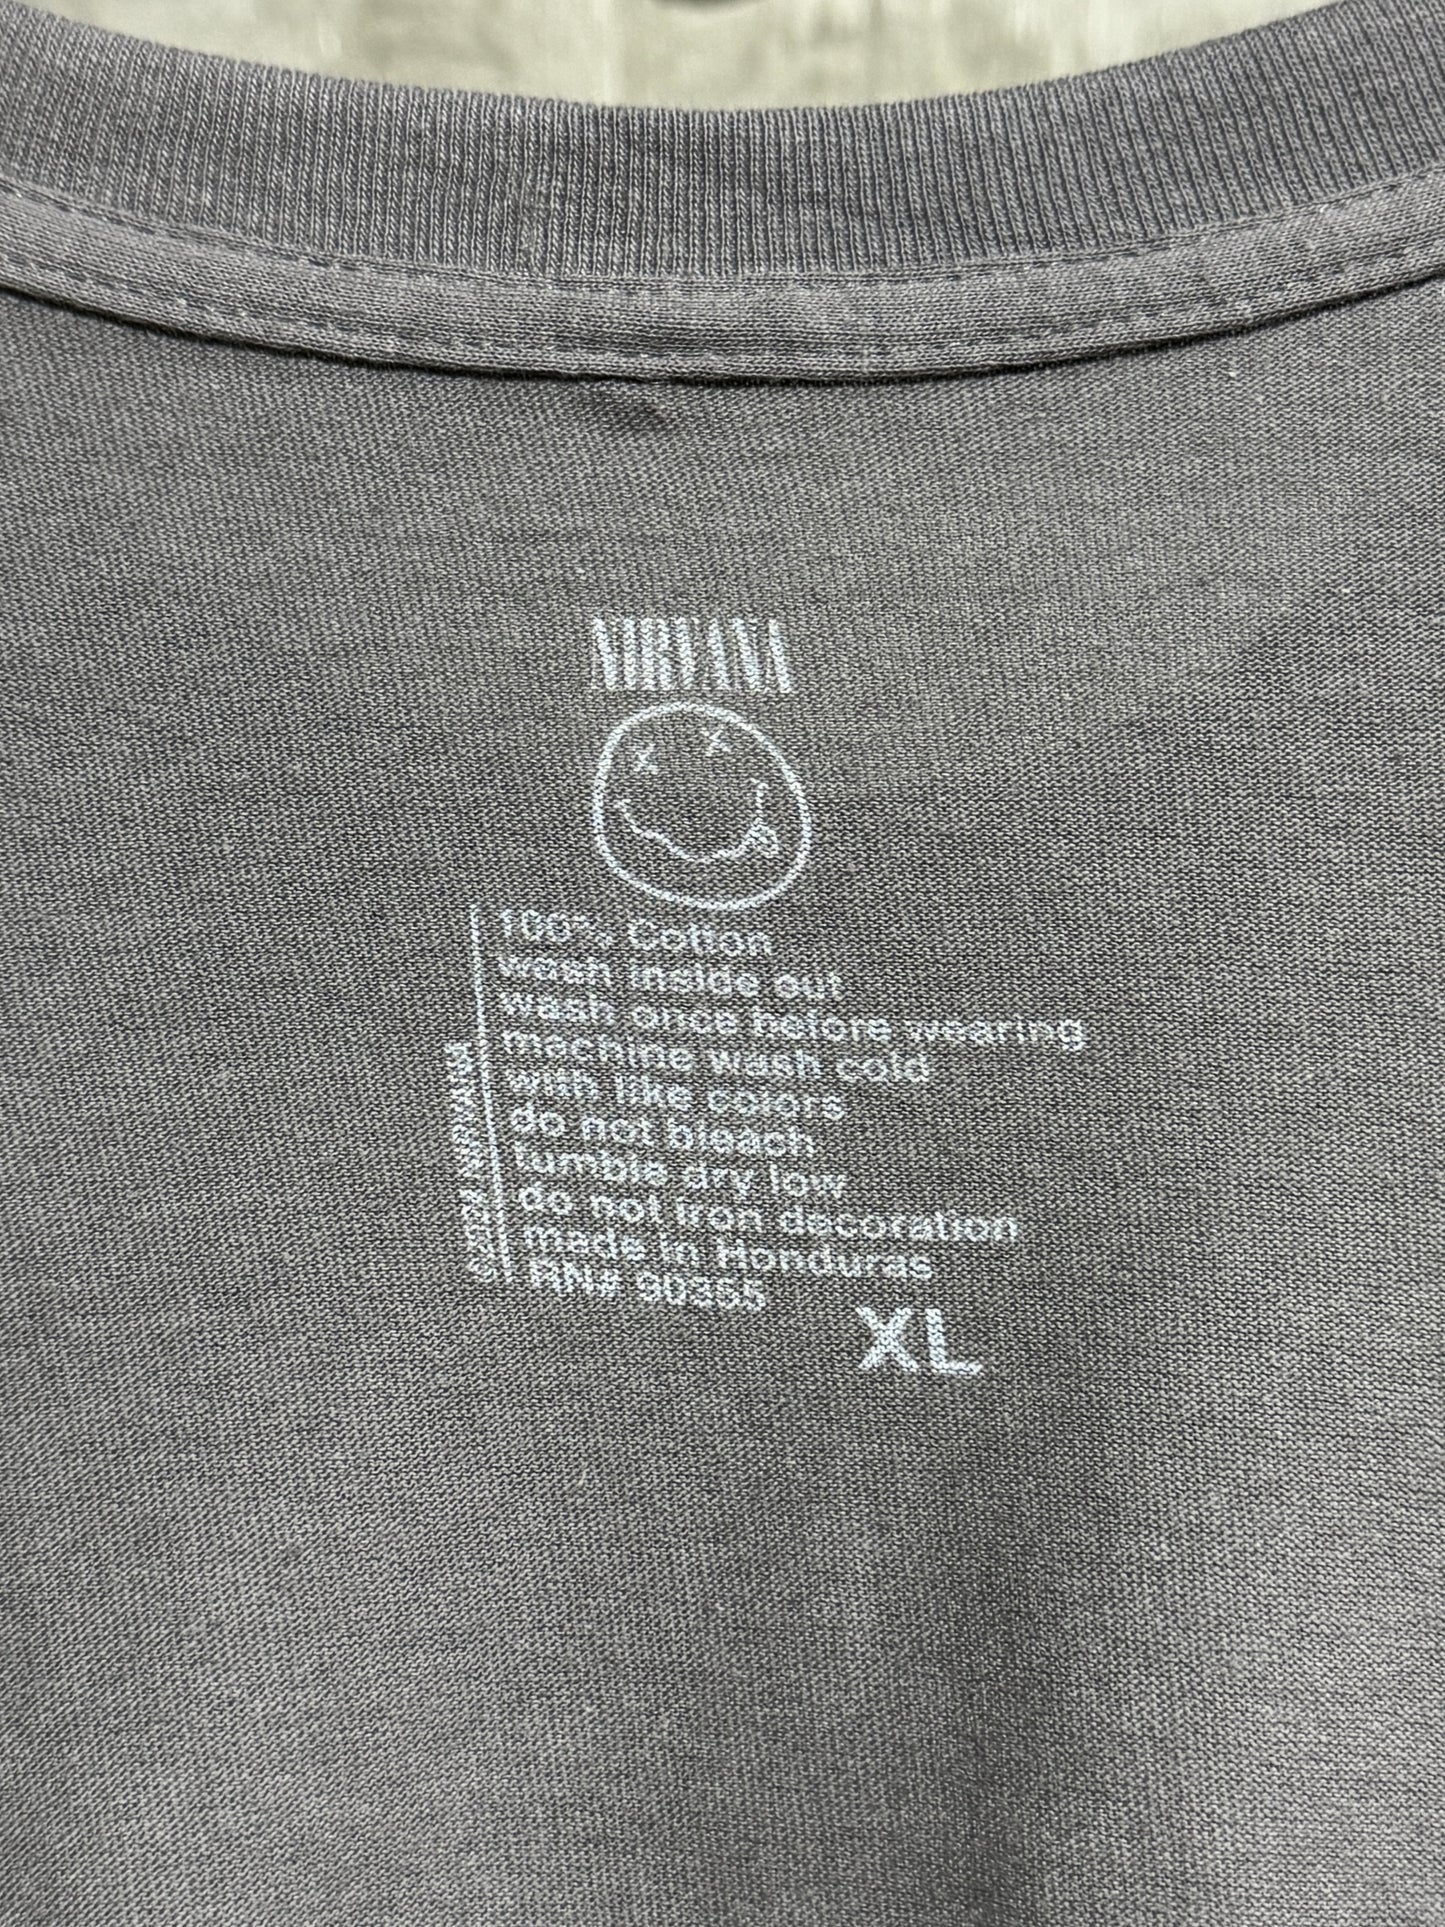 NIRVANA
100% Cotton
wash inside out
wash once before wearing
machine wash cold
with like colors
do not bleach
tumble dry low
do not iron decoration
made in Honduras
RN# 90355
XL